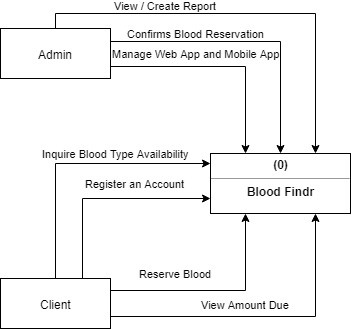 View / Create Report
Confirms Blood Reservation
Admin
Manage Web App and Mobile App
Inquire Blood Type Availability
(0)
Register an Account
Blood Findr
Reserve Blood
Client
View Amount Due